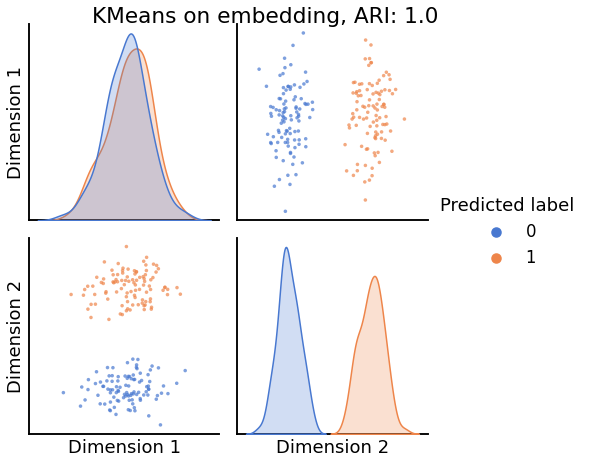 KMeans on embedding, ARI: 1.0
Dimension 1
Predicted label
0
1
Dimension 2
Dimension 1
Dimension 2